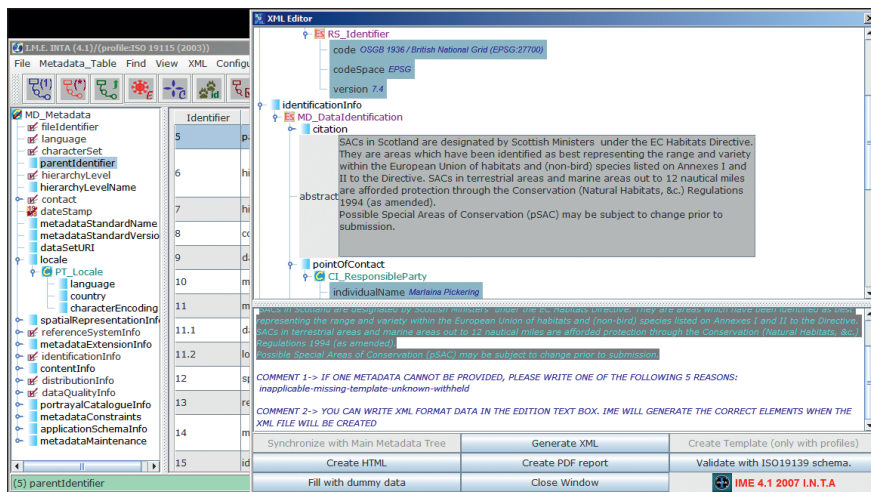 XML Editor
RS_Identifier
code OSGB 1936 / British National Grid (EPSG:27700)
codeSpace EPSG
version 7.4
identificationInfo
MD_DataIdentification
citation
abstract
SACs in Scotland are designated by Scottish Ministers under the EC Habitats Directive.
They are areas which have been identified as best representing the range and variety
within the European Union of habitats and (non-bird) species listed on Annexes I and
II to the Directive. SACs in terrestrial areas and marine areas out to 12 nautical miles
are afforded protection through the Conservation (Natural Habitats, &c.) Regulations
1994 (as amended).
Possible Special Areas of Conservation (pSAC) may be subject to change prior to
submission.
pointOfContact
CI_ResponsibleParty
individualName Mariaina Pickering
SACs in Scotland are designated by Scottish Ministers under the EC Habitats Directive. They are areas which have been identified as best
representing the range and variety within the European Union of habitats and (non-bird) species listed on Annexes I and II to the Directive.
SACs in terrestrial areas and marine areas out to 12 nautical miles are afforded protection through the Conservation (Natural Habitats, &c.)
Regulations 1994 (as amended).
Possible Special Areas of Conservation (pSAC) may be subject to change prior to submission.
COMMENT 1-> IF ONE METADATA CANNOT BE PROVIDED, PLEASE WRITE ONE OF THE FOLLOWING 5 REASONS:
inapplicable-missing-template-unknown-withheld
COMMENT 2-> YOU CAN WRITE XML FORMAT DATA IN THE EDITION TEXT BOX. IME WILL GENERATE THE CORRECT ELEMENTS WHEN THE
XML FILE WILL BE CREATED
Synchronize with Main Metadata Tree
Generate XML
Create Template (only with profiles)
Create HTML
Create PDF report
Validate with ISO19139 schema.
Fill with dummy data
Close Window
IME 4.1 2007 I.N.T.A
I.M.E. INTA (4.1)/(profile:ISO 19115 (2003))
File Metadata_Table Find View XML Configu
(1)
(*)
E
C
id
MD_Metadata
fileIdentifier
language
characterSet
parentIdentifier
hierarchyLevel
hierarchyLevelName
contact
dateStamp
metadataStandardName
metadataStandardVersio
dataSetURI
locale
PT_Locale
language
country
characterEncoding
spatialRepresentationInf
referenceSystemInfo
metadataExtensionInfo
identificationInfo
contentInfo
distributionInfo
dataQualityInfo
portrayalCatalogueInfo
metadataConstraints
applicationSchemaInfo
metadataMaintenance
Identifier
5 pa
6 hi
7 hi
8 co
9 da
10 m
11 m
11.1 da
11.2 lo
12 sp
13 re
14 m
15 id
(5) parentIdentifier